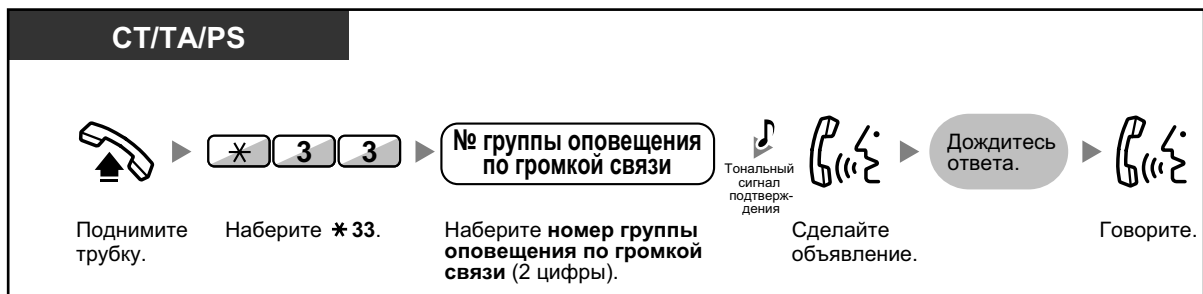 CT/TA/PS
✳ 3 3
№ группы оповещения
по громкой связи
Тональный
сигнал
подтверж-
дения
Дождитесь
ответа.
Поднимите
трубку.
Наберите ✳33.
Наберите номер группы
оповещения по громкой
связи (2 цифры).
Сделайте
объявление.
Говорите.